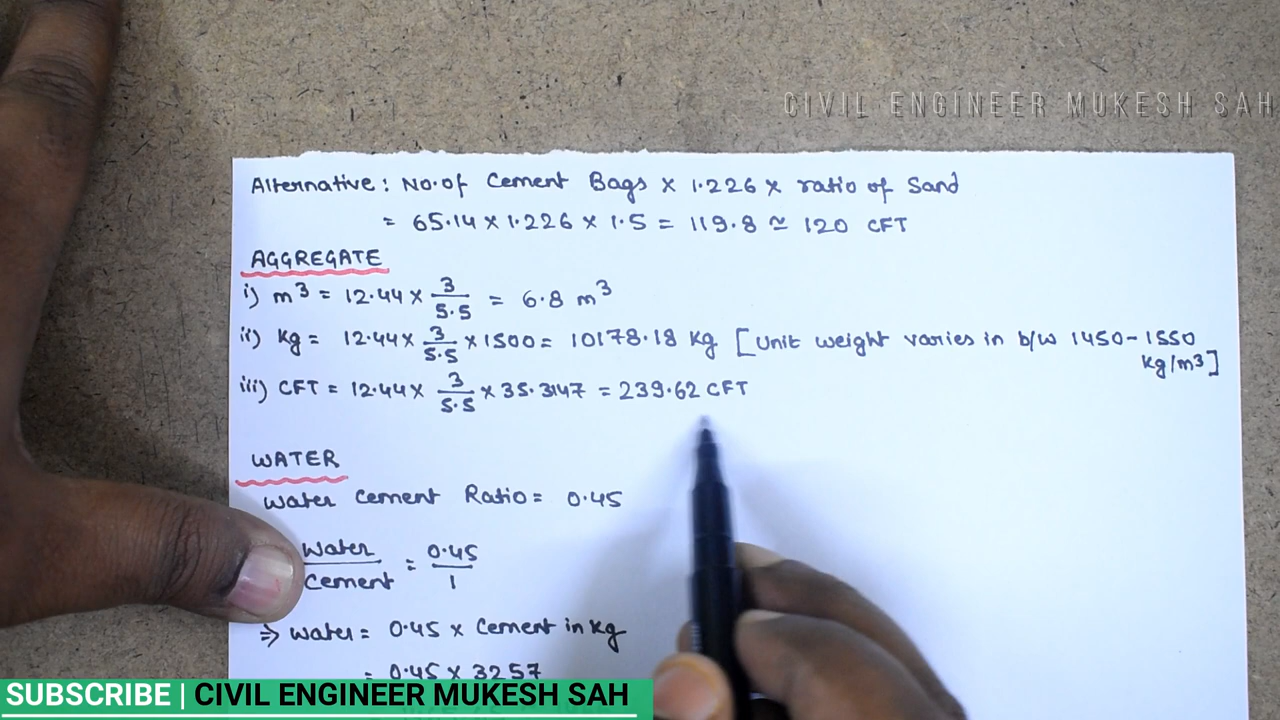 CIVIL ENGINEER MUKESH SAH
Alternative: No. of Cement Bags × 1.226 × ratio of Sand
= 65.14 × 1.226 × 1.5 = 119.8 ≃ 120 CFT
AGGREGATE
i) m³ = 12.44 × 3/5.5 = 6.8 m³
ii) Kg = 12.44 × 3/5.5 × 1500 = 10178.18 Kg [Unit weight varies in b/w 1450-1550 kg/m³]
iii) CFT = 12.44 × 3/5.5 × 35.3147 = 239.62 CFT
WATER
Water Cement Ratio = 0.45
Water/Cement = 0.45/1
⇒ Water = 0.45 × Cement in Kg
= 0.45 × 3257
SUBSCRIBE | CIVIL ENGINEER MUKESH SAH